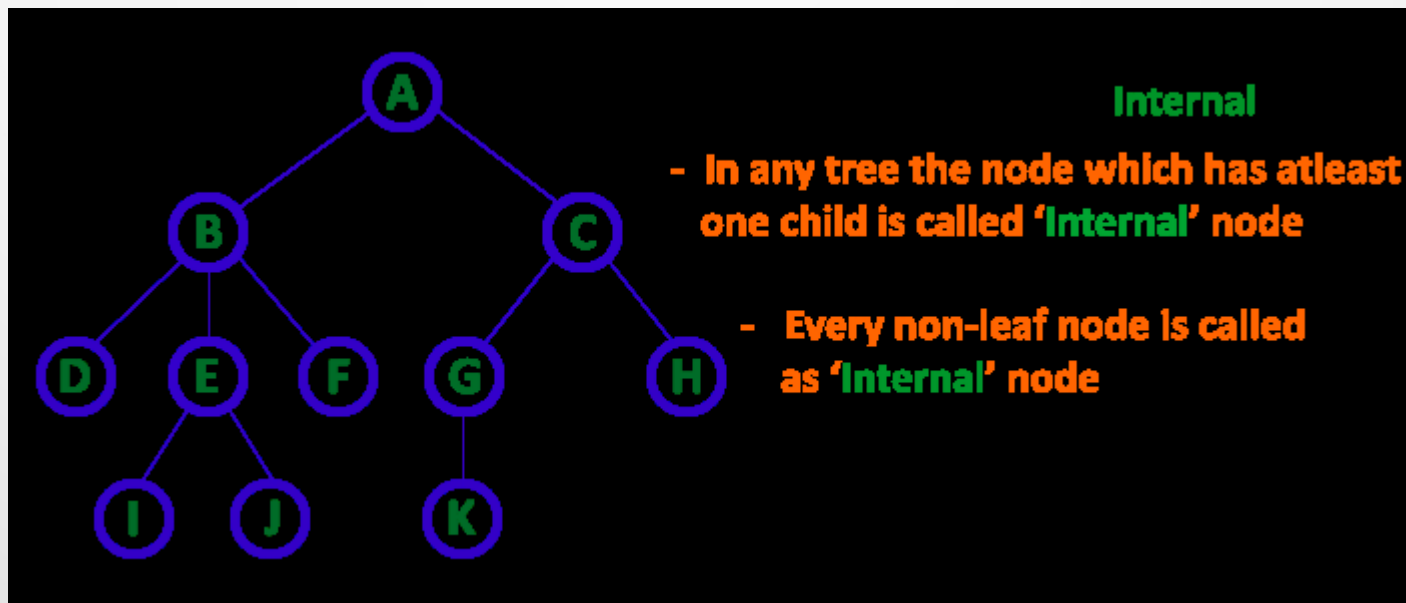 A
Internal
- In any tree the node which has atleast
one child is called ‘Internal’ node
B C
- Every non-leaf node is called
as ‘Internal’ node
D E F G H
I J K